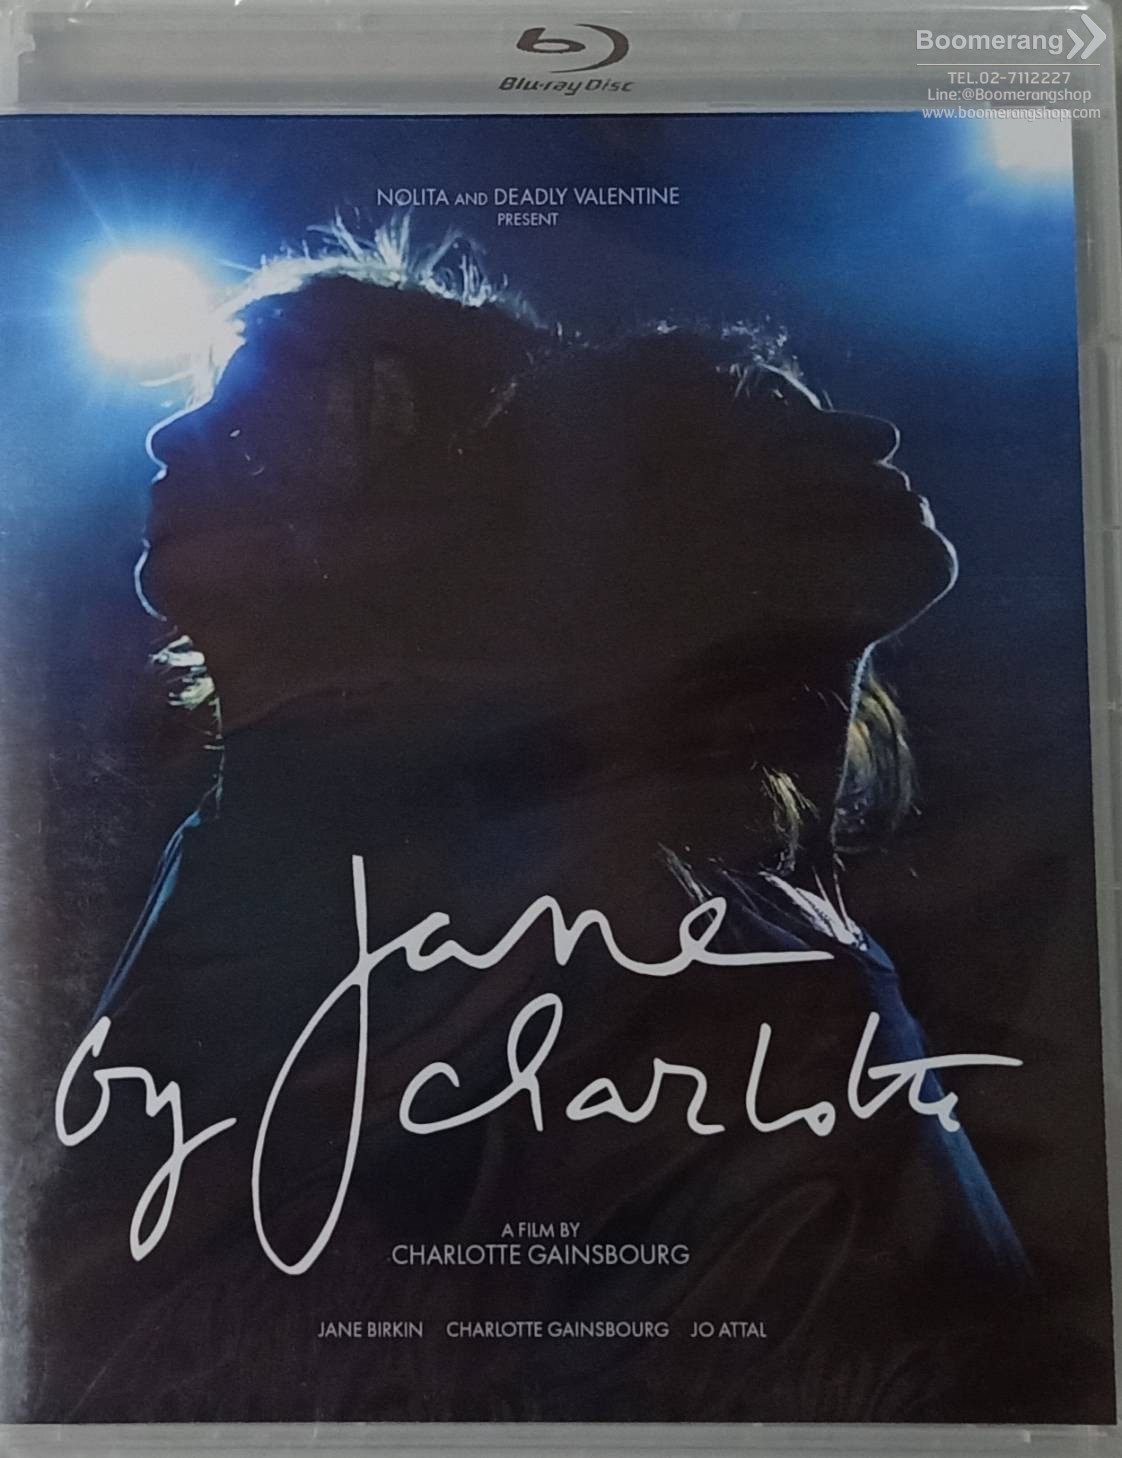 Blu-ray Disc
Boomerang
TEL.02-7112227
Line:@Boomerangshop
www.boomerangshop.com
NOLITA AND DEADLY VALENTINE
PRESENT
Jane
by Charlotte
A FILM BY
CHARLOTTE GAINSBOURG
JANE BIRKIN CHARLOTTE GAINSBOURG JO ATTAL